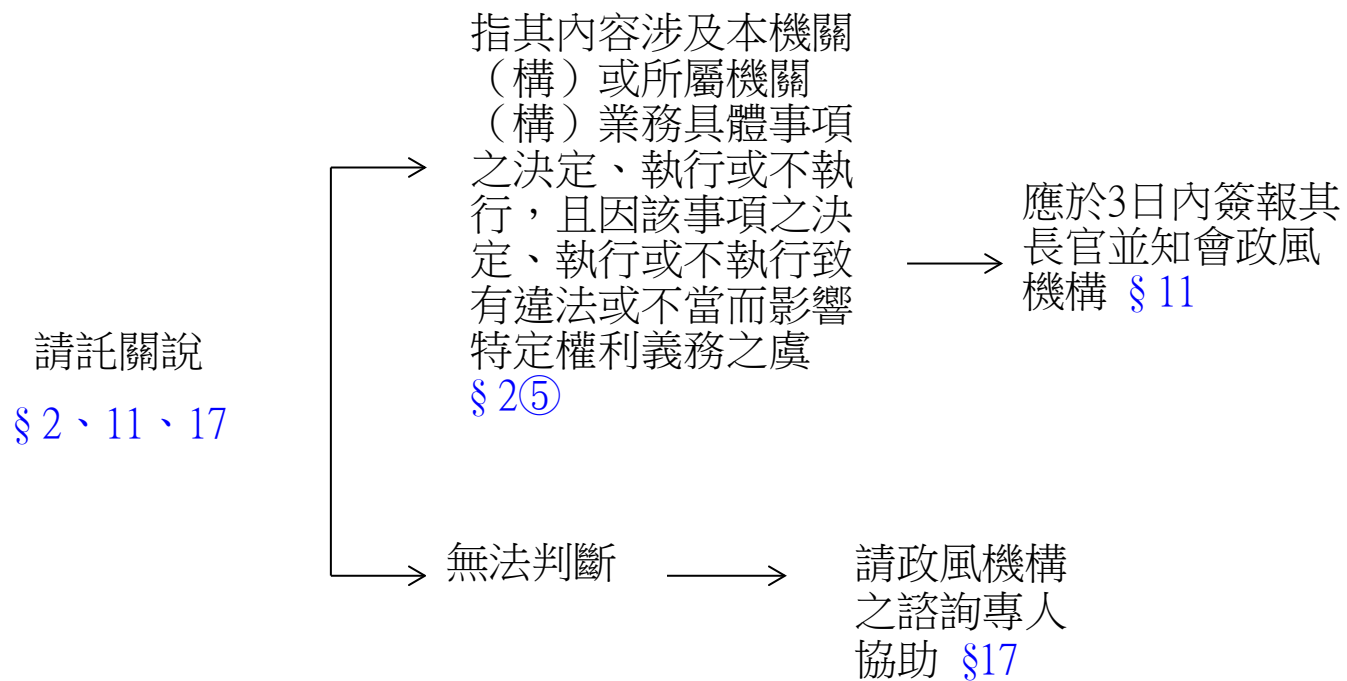 請託關說
§ 2、11、17
指其內容涉及本機關
（構）或所屬機關
（構）業務具體事項
之決定、執行或不執
行，且因該事項之決
定、執行或不執行致
有違法或不當而影響
特定權利義務之虞
§ 2⑤
應於3日內簽報其
長官並知會政風
機構 § 11
無法判斷
請政風機構
之諮詢專人
協助 §17